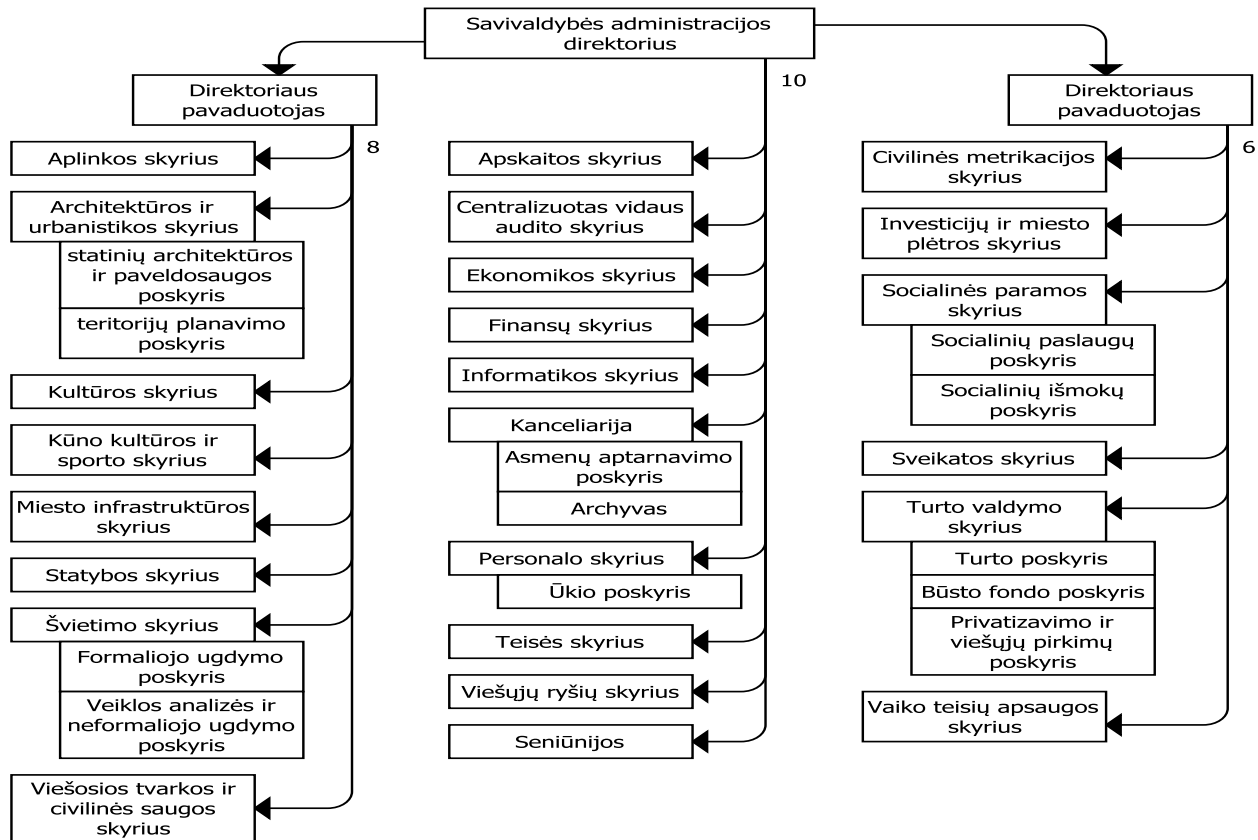 Savivaldybės administracijos
direktorius
Direktoriaus
pavaduotojas
8
Aplinkos skyrius
Architektūros ir
urbanistikos skyrius
statinių architektūros
ir paveldosaugos
poskyris
teritorijų planavimo
poskyris
Kultūros skyrius
Kūno kultūros ir
sporto skyrius
Miesto infrastruktūros
skyrius
Statybos skyrius
Švietimo skyrius
Formaliojo ugdymo
poskyris
Veiklos analizės ir
neformaliojo ugdymo
poskyris
Viešosios tvarkos ir
civilinės saugos
skyrius
10
Apskaitos skyrius
Centralizuotas vidaus
audito skyrius
Ekonomikos skyrius
Finansų skyrius
Informatikos skyrius
Kanceliarija
Asmenų aptarnavimo
poskyris
Archyvas
Personalo skyrius
Ūkio poskyris
Teisės skyrius
Viešųjų ryšių skyrius
Seniūnijos
Direktoriaus
pavaduotojas
6
Civilinės metrikacijos
skyrius
Investicijų ir miesto
plėtros skyrius
Socialinės paramos
skyrius
Socialinių paslaugų
poskyris
Socialinių išmokų
poskyris
Sveikatos skyrius
Turto valdymo
skyrius
Turto poskyris
Būsto fondo poskyris
Privatizavimo ir
viešųjų pirkimų
poskyris
Vaiko teisių apsaugos
skyrius